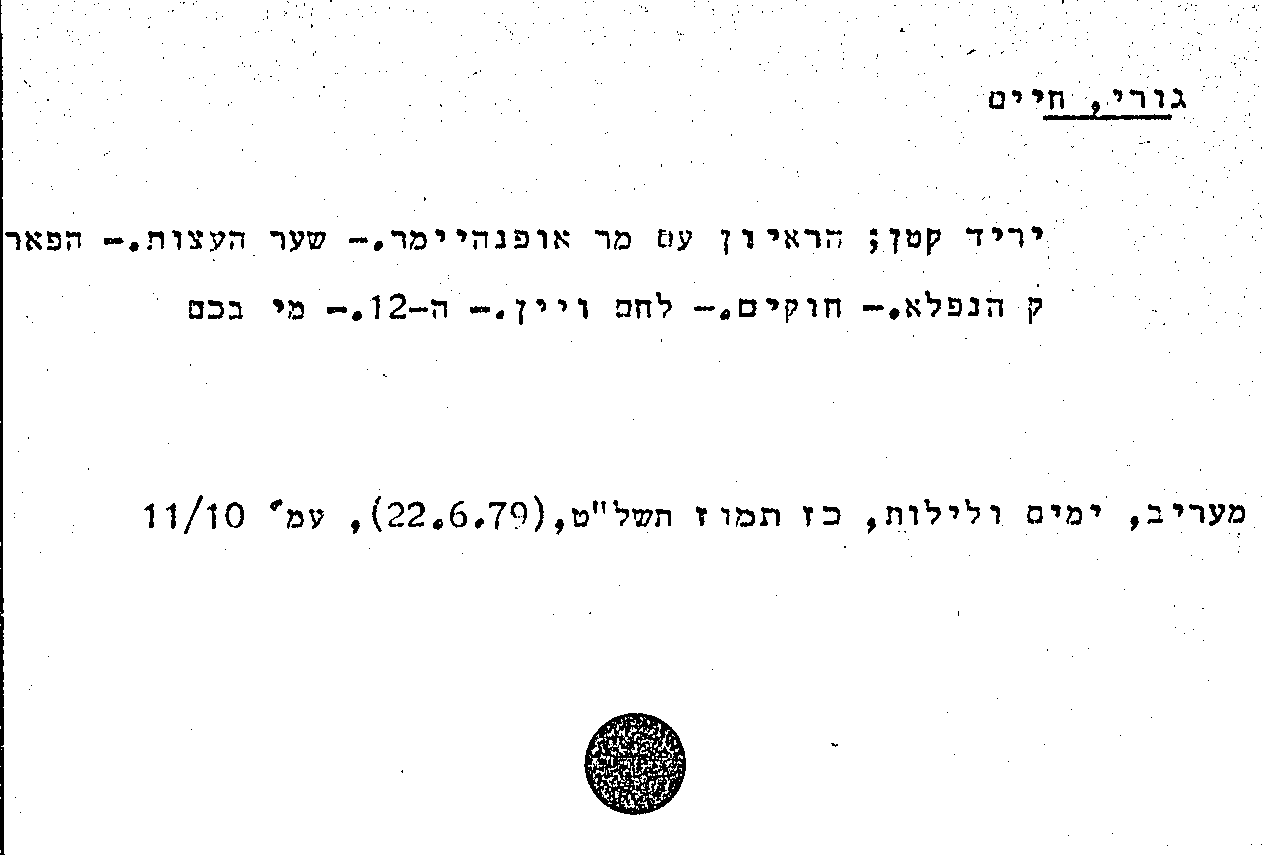 גורי, חיים
יריד קטן; הראיון עם מר אופנהיימר.- שער העצות.- הפאר
ק הנפלא.- חוקים.- לחם ויין.- ה-12.- מי בכם
מעריב, ימים ולילות, כז תמוז תשל"ט,(22.6.79), עמ' 11/10